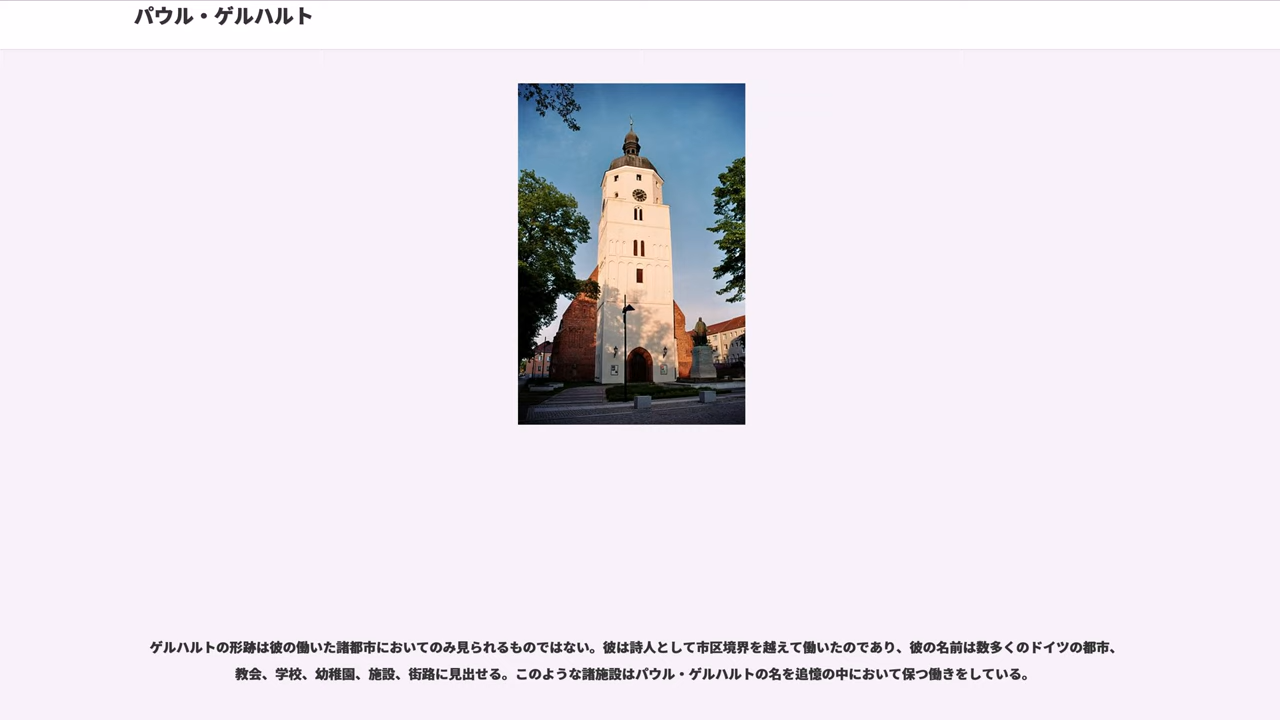 パウル・ゲルハルト
ゲルハルトの形跡は彼の働いた諸都市においてのみ見られるものではない。彼は詩人として市区境界を越えて働いたのであり、彼の名前は数多くのドイツの都市、
教会、学校、幼稚園、施設、街路に見出せる。このような諸施設はパウル・ゲルハルトの名を追憶の中において保つ働きをしている。